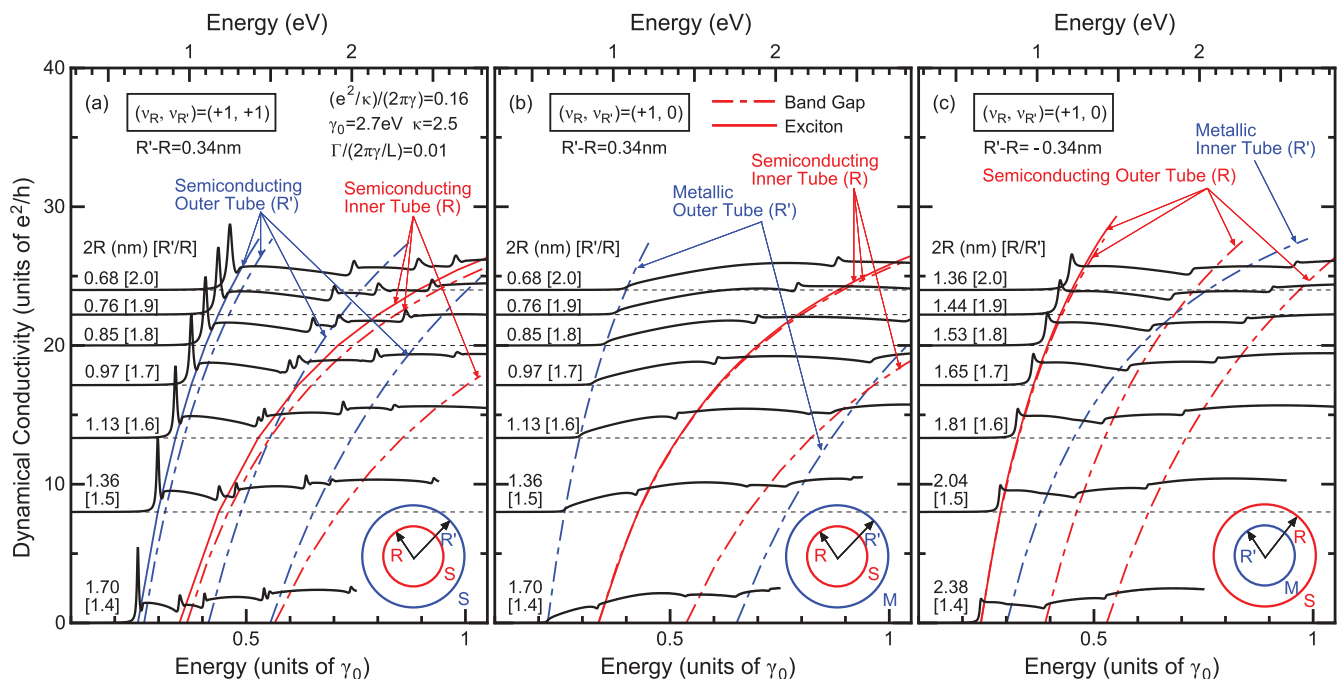 Energy (eV)
Energy (eV)
Energy (eV)
1
2
1
2
1
2
Dynamical Conductivity (units of e²/h)
40
30
20
10
0
(a)
(ν_R, ν_R')=(+1, +1)
R'-R=0.34nm
(e²/κ)/(2πγ)=0.16
γ₀=2.7eV κ=2.5
Γ/(2πγ/L)=0.01
Semiconducting
Outer Tube (R')
Semiconducting
Inner Tube (R)
2R (nm) [R'/R]
0.68 [2.0]
0.76 [1.9]
0.85 [1.8]
0.97 [1.7]
1.13 [1.6]
1.36
[1.5]
1.70
[1.4]
R
R'
S
S
0.5
1
Energy (units of γ₀)
(b)
(ν_R, ν_R')=(+1, 0)
R'-R=0.34nm
Band Gap
Exciton
Semiconducting
Inner Tube (R)
Metallic
Outer Tube (R')
2R (nm) [R'/R]
0.68 [2.0]
0.76 [1.9]
0.85 [1.8]
0.97 [1.7]
1.13 [1.6]
1.36
[1.5]
1.70
[1.4]
R
R'
S
M
0.5
1
Energy (units of γ₀)
(c)
(ν_R, ν_R')=(+1, 0)
R'-R= -0.34nm
Metallic
Inner Tube (R')
Semiconducting Outer Tube (R)
2R (nm) [R/R']
1.36 [2.0]
1.44 [1.9]
1.53 [1.8]
1.65 [1.7]
1.81 [1.6]
2.04
[1.5]
2.38
[1.4]
R'
R
M
S
0.5
1
Energy (units of γ₀)